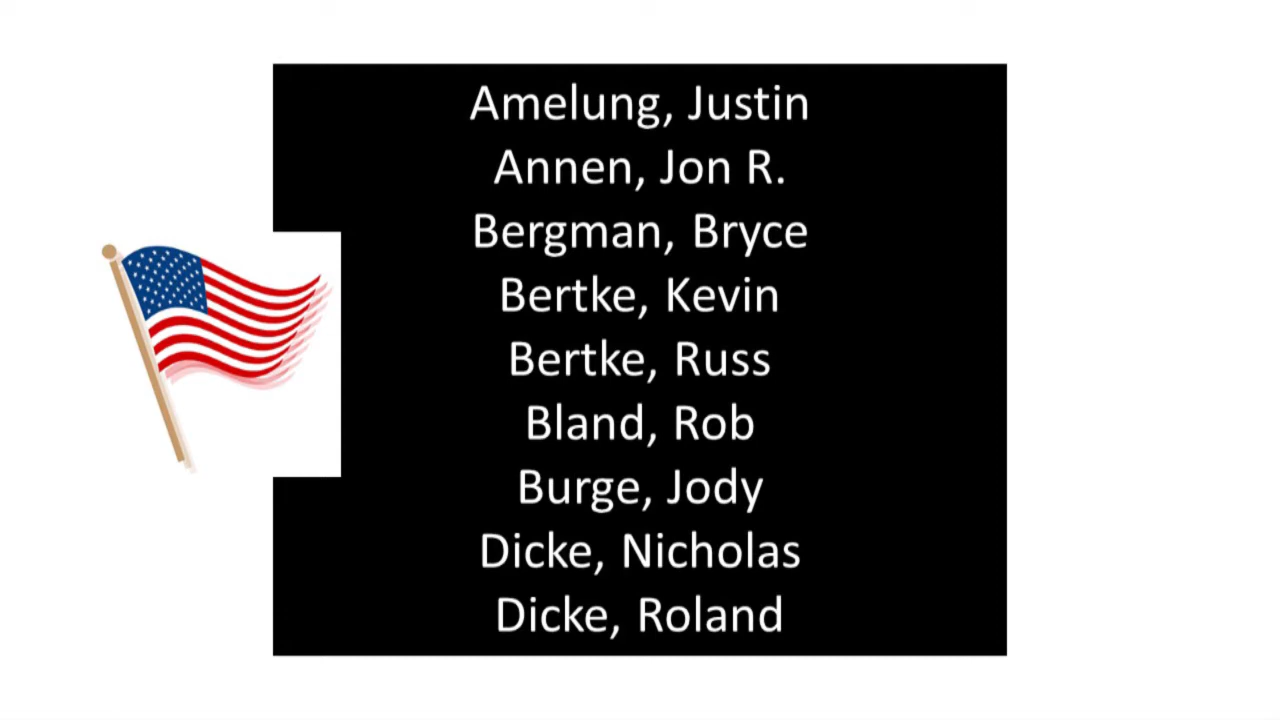 Amelung, Justin
Annen, Jon R.
Bergman, Bryce
Bertke, Kevin
Bertke, Russ
Bland, Rob
Burge, Jody
Dicke, Nicholas
Dicke, Roland